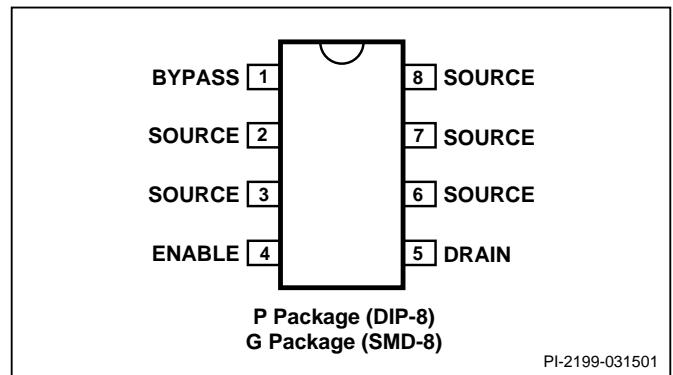 BYPASS 1 8 SOURCE
SOURCE 2 7 SOURCE
SOURCE 3 6 SOURCE
ENABLE 4 5 DRAIN
P Package (DIP-8)
G Package (SMD-8)
PI-2199-031501